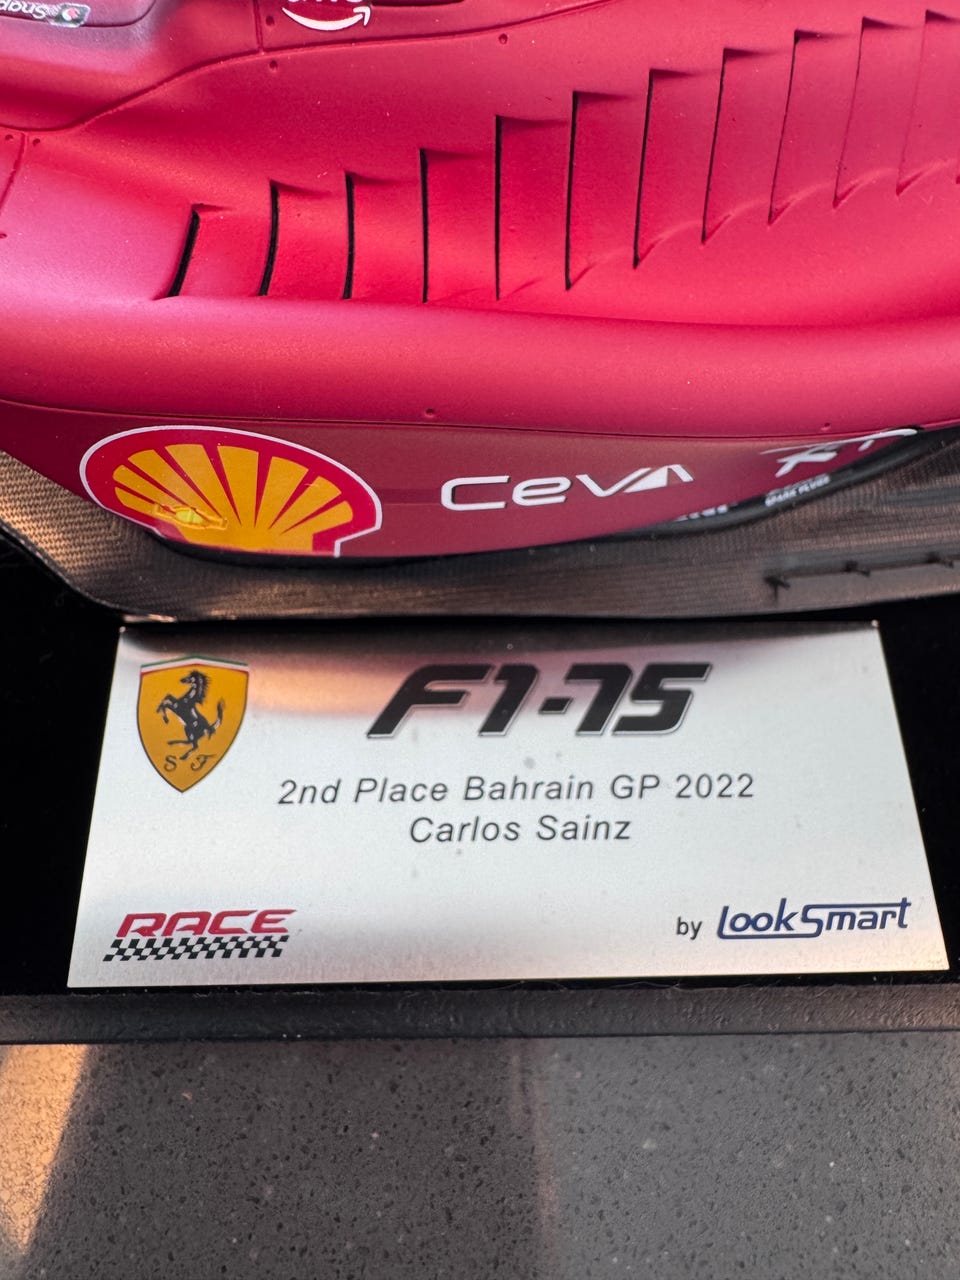 CEVA
F1-75
2nd Place Bahrain GP 2022
Carlos Sainz
S F
RACE
by LookSmart